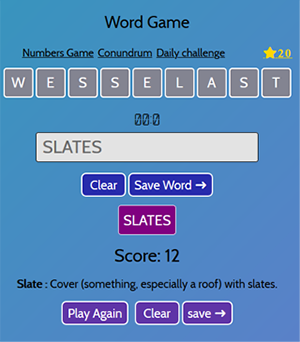 Word Game
Numbers Game Conundrum Daily challenge ⭐20
W E S S E L A S T
00:0
SLATES
Clear Save Word →
SLATES
Score: 12
Slate : Cover (something, especially a roof) with slates.
Play Again Clear save →